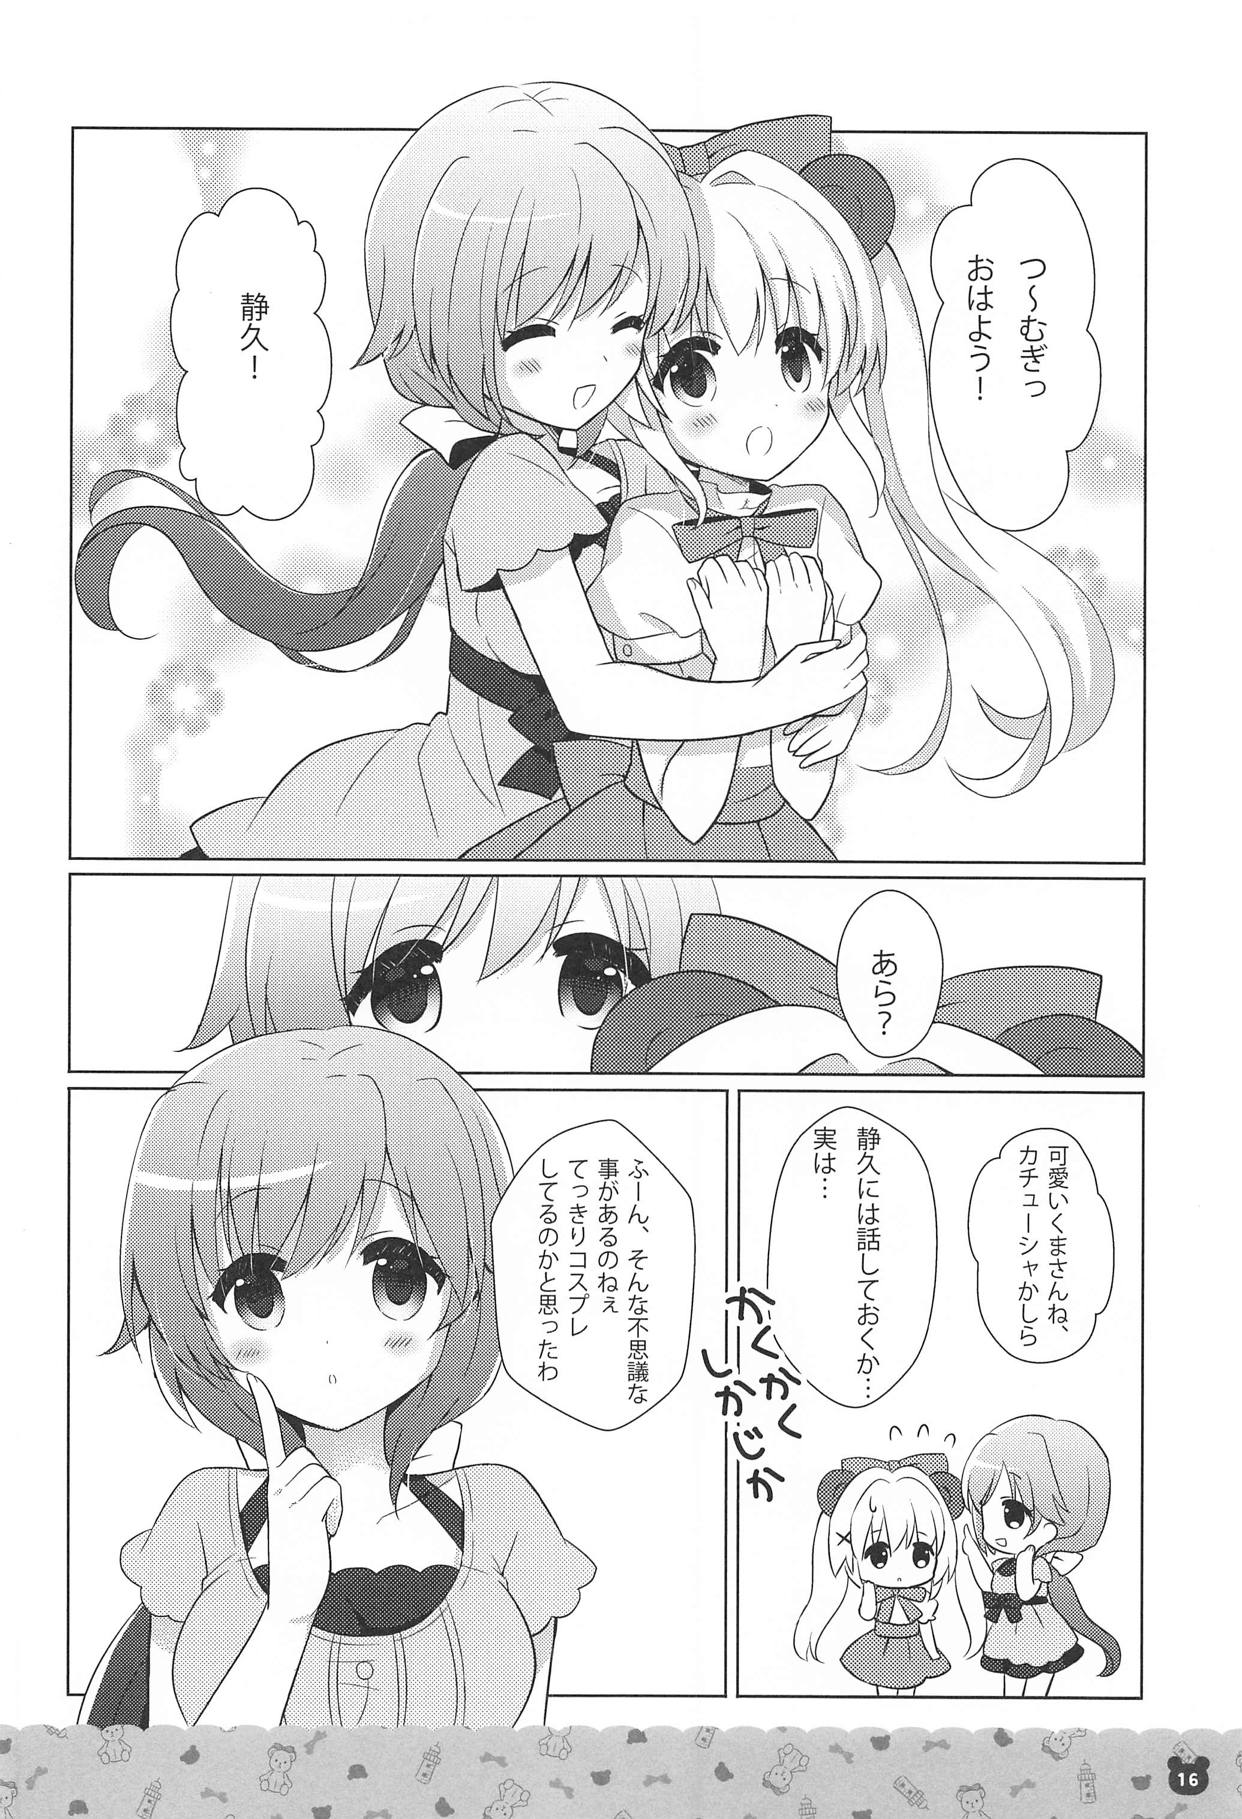 つ～むぎっ
おはよう！
静久！
あら？
可愛いくまさんね、
カチューシャかしら
静久には話しておくか…
実は…
かくかく
しかじか
ふーん、そんな不思議な
事があるのねぇ
てっきりコスプレ
してるのかと思ったわ
16